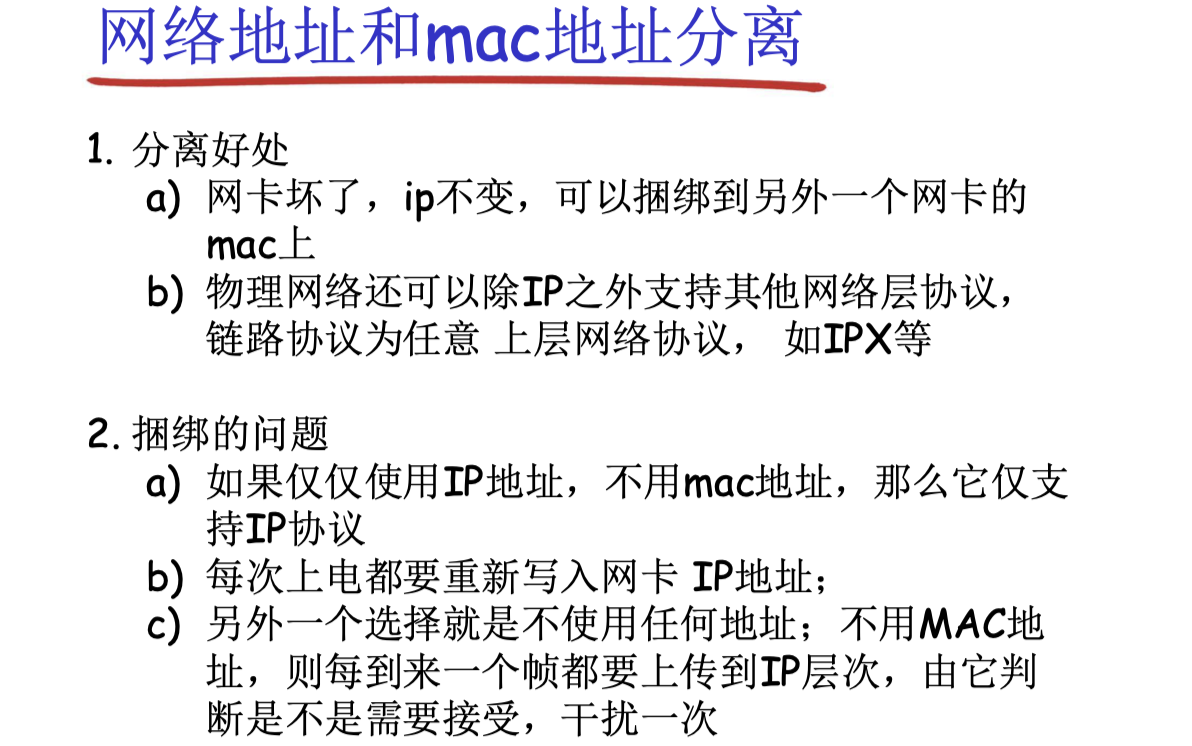 网络地址和mac地址分离
1. 分离好处
a) 网卡坏了，ip不变，可以捆绑到另外一个网卡的
mac上
b) 物理网络还可以除IP之外支持其他网络层协议，
链路协议为任意 上层网络协议， 如IPX等
2. 捆绑的问题
a) 如果仅仅使用IP地址，不用mac地址，那么它仅支
持IP协议
b) 每次上电都要重新写入网卡 IP地址；
c) 另外一个选择就是不使用任何地址；不用MAC地
址，则每到来一个帧都要上传到IP层次，由它判
断是不是需要接受，干扰一次